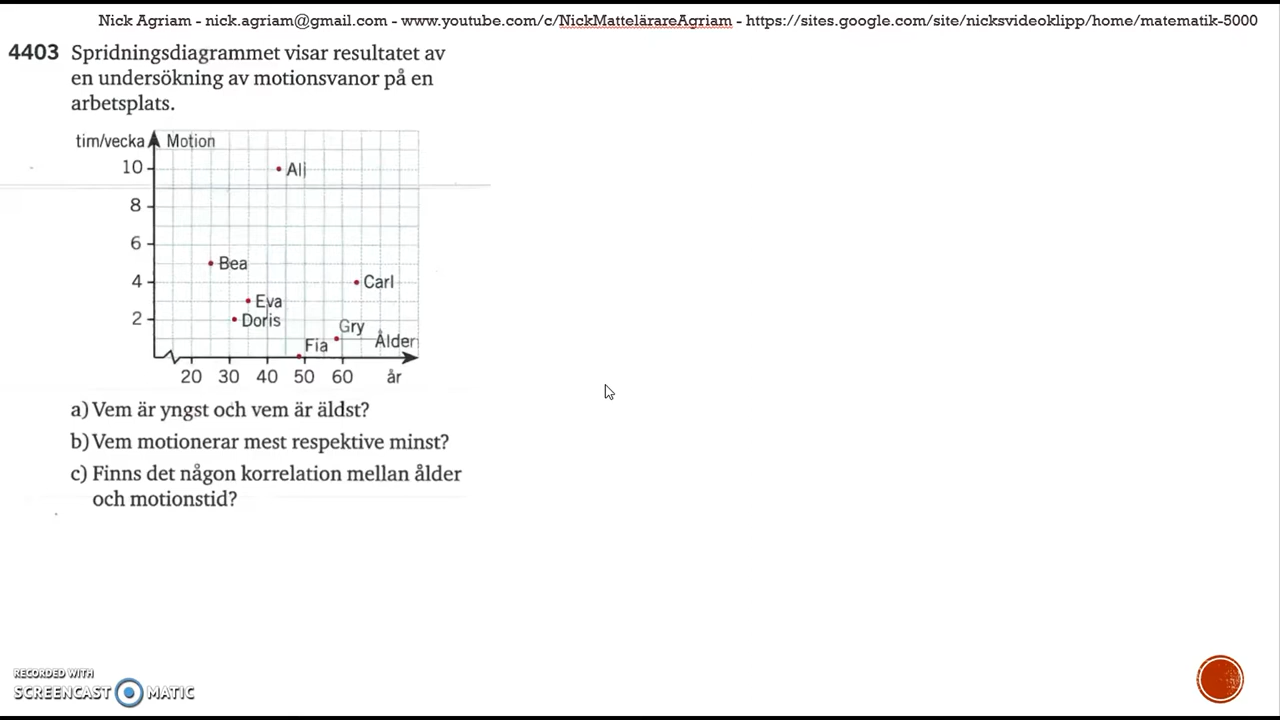 Nick Agriam - nick.agriam@gmail.com - www.youtube.com/c/NickMattelärareAgriam - https://sites.google.com/site/nicksvideoklipp/home/matematik-5000
4403 Spridningsdiagrammet visar resultatet av
en undersökning av motionsvanor på en
arbetsplats.
tim/vecka Motion
10
Ali
8
6
Bea
4
Carl
Eva
2
Doris
Gry
Fia
Ålder
20 30 40 50 60 år
a) Vem är yngst och vem är äldst?
b) Vem motionerar mest respektive minst?
c) Finns det någon korrelation mellan ålder
och motionstid?
RECORDED WITH
SCREENCAST MATIC